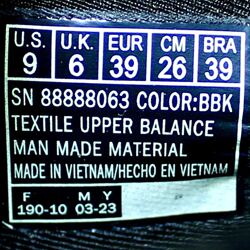 U.S. U.K. EUR CM BRA
9 6 39 26 39
SN 88888063 COLOR:BBK
TEXTILE UPPER BALANCE
MAN MADE MATERIAL
MADE IN VIETNAM/HECHO EN VIETNAM
F M Y
190-10 03-23